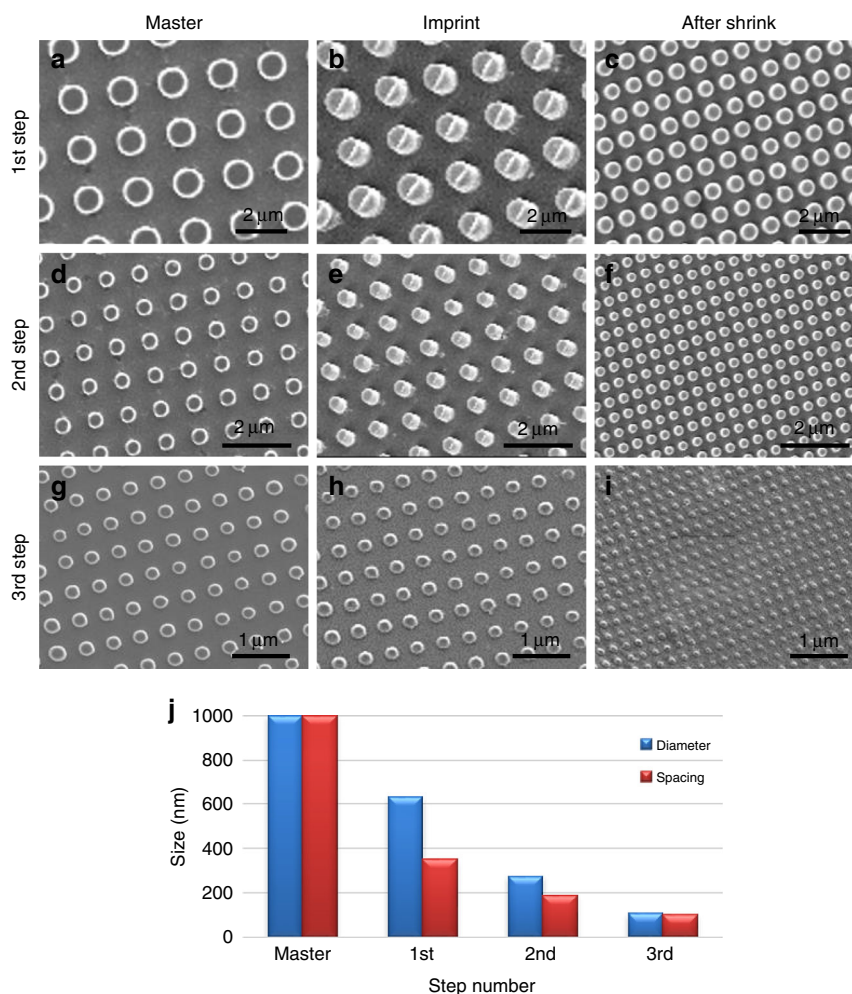 Master Imprint After shrink
1st step
a b c
2 μm 2 μm 2 μm
2nd step
d e f
2 μm 2 μm 2 μm
3rd step
g h i
1 μm 1 μm 1 μm
j
Size (nm)
1000
800
600
400
200
0
Diameter
Spacing
Master 1st 2nd 3rd
Step number